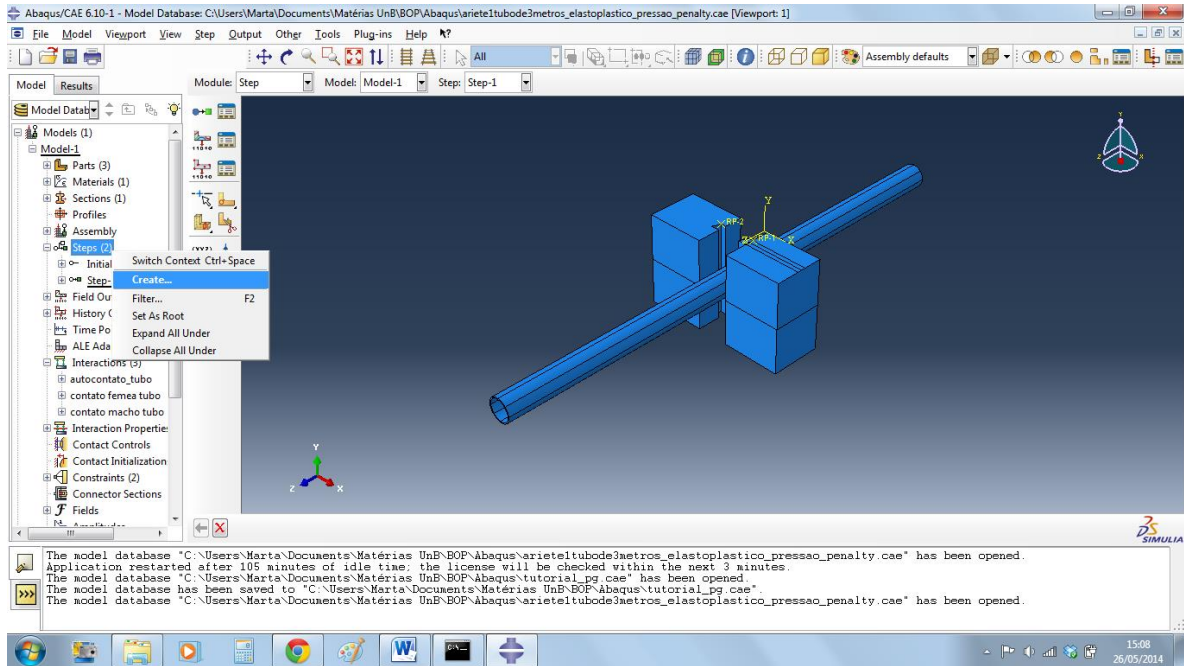 Abaqus/CAE 6.10-1 - Model Database: C:\Users\Marta\Documents\Matérias UnB\BOP\Abaqus\ariete1tubode3metros_elastoplastico_pressao_penalty.cae [Viewport: 1]
File Model Viewport View Step Output Other Tools Plug-ins Help
All
Assembly defaults
Model Results
Module: Step Model: Model-1 Step: Step-1
Model Datab
Models (1)
Model-1
Parts (3)
Materials (1)
Sections (1)
Profiles
Assembly
Steps (2)
Initial
Step-
Field Ou
History
Time Po
ALE Ada
Interactions (3)
autocontato_tubo
contato femea tubo
contato macho tubo
Interaction Propertie
Contact Controls
Contact Initialization
Constraints (2)
Connector Sections
Fields
Switch Context Ctrl+Space
Create...
Filter... F2
Set As Root
Expand All Under
Collapse All Under
(XYZ)
Y
RP-2
Z RP-1 X
Y
Z X
Y
Z X
SIMULIA
The model database "C:\Users\Marta\Documents\Matérias UnB\BOP\Abaqus\ariete1tubode3metros_elastoplastico_pressao_penalty.cae" has been opened.
Application restarted after 105 minutes of idle time; the license will be checked within the next 3 minutes.
The model database "C:\Users\Marta\Documents\Matérias UnB\BOP\Abaqus\tutorial_pg.cae" has been opened.
The model database has been saved to "C:\Users\Marta\Documents\Matérias UnB\BOP\Abaqus\tutorial_pg.cae".
The model database "C:\Users\Marta\Documents\Matérias UnB\BOP\Abaqus\ariete1tubode3metros_elastoplastico_pressao_penalty.cae" has been opened.
15:08
26/05/2014